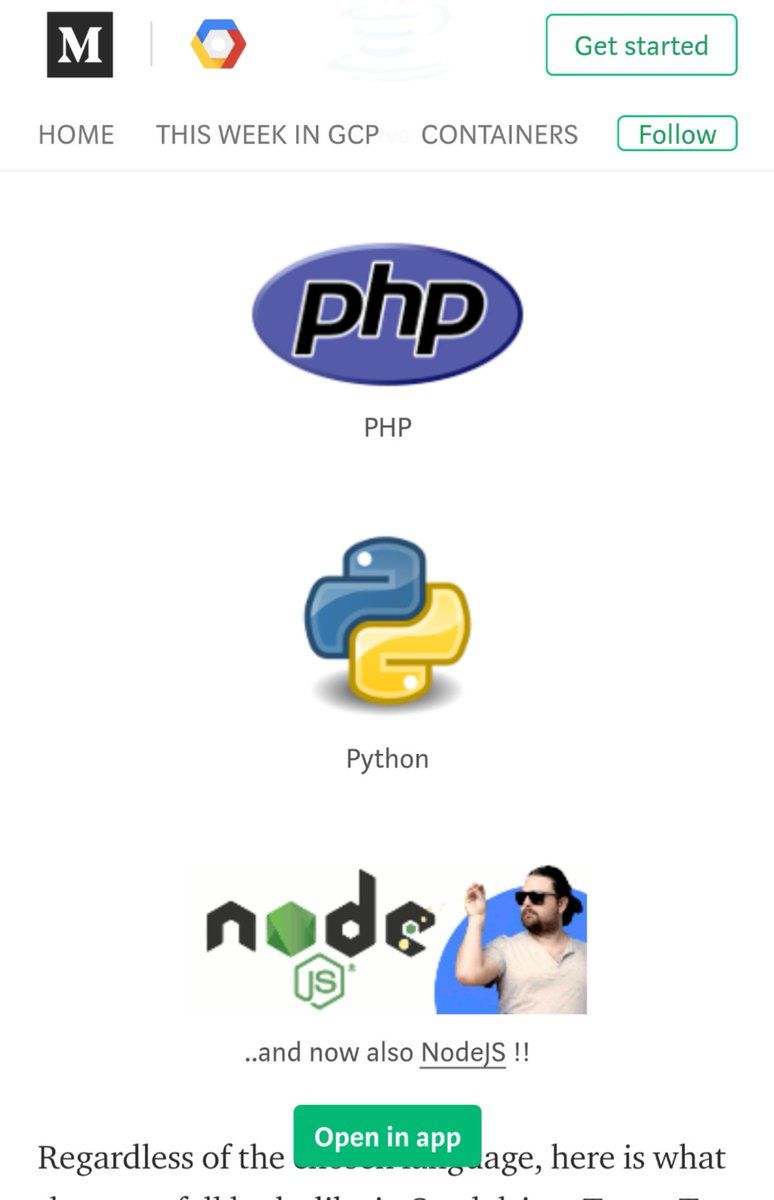 M
Get started
HOME THIS WEEK IN GCP CONTAINERS Follow
php
PHP
Python
node
JS
..and now also NodeJS !!
Open in app
Regardless of the language, here is what